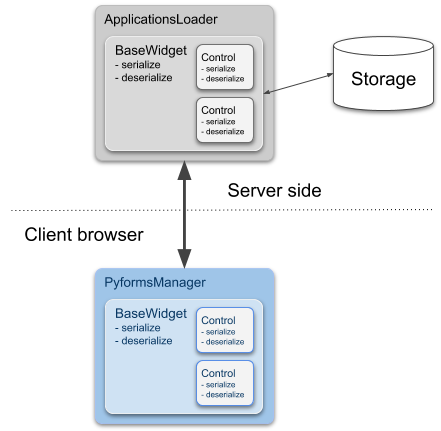 ApplicationsLoader
BaseWidget
- serialize
- deserialize
Control
- serialize
- deserialize
Control
- serialize
- deserialize
Storage
Server side
Client browser
PyformsManager
BaseWidget
- serialize
- deserialize
Control
- serialize
- deserialize
Control
- serialize
- deserialize